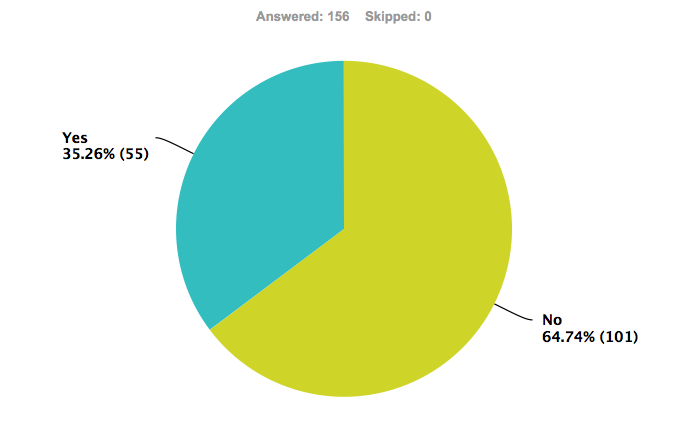 Answered: 156 Skipped: 0
Yes
35.26% (55)
No
64.74% (101)